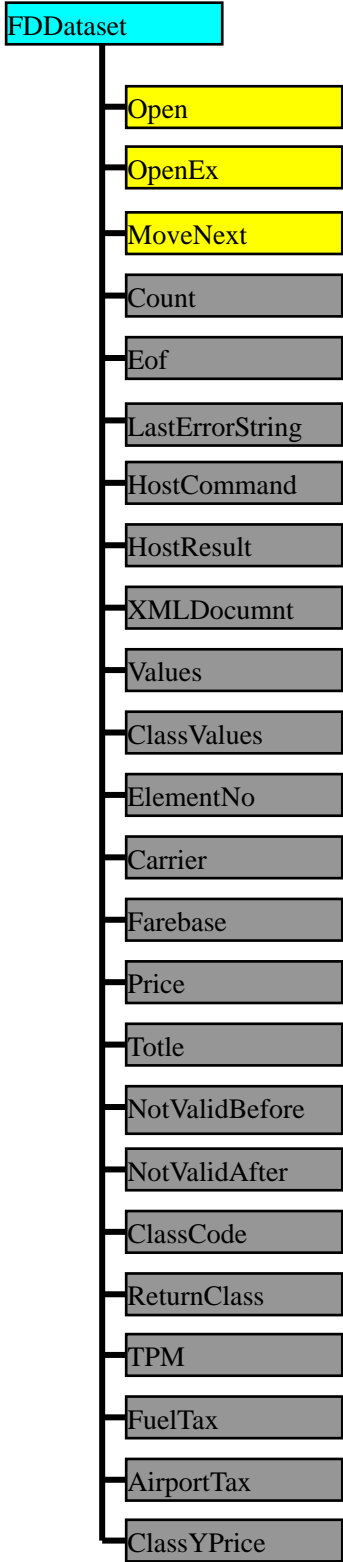 FDDataset
Open
OpenEx
MoveNext
Count
Eof
LastErrorString
HostCommand
HostResult
XMLDocumnt
Values
ClassValues
ElementNo
Carrier
Farebase
Price
Totle
NotValidBefore
NotValidAfter
ClassCode
ReturnClass
TPM
FuelTax
AirportTax
ClassYPrice